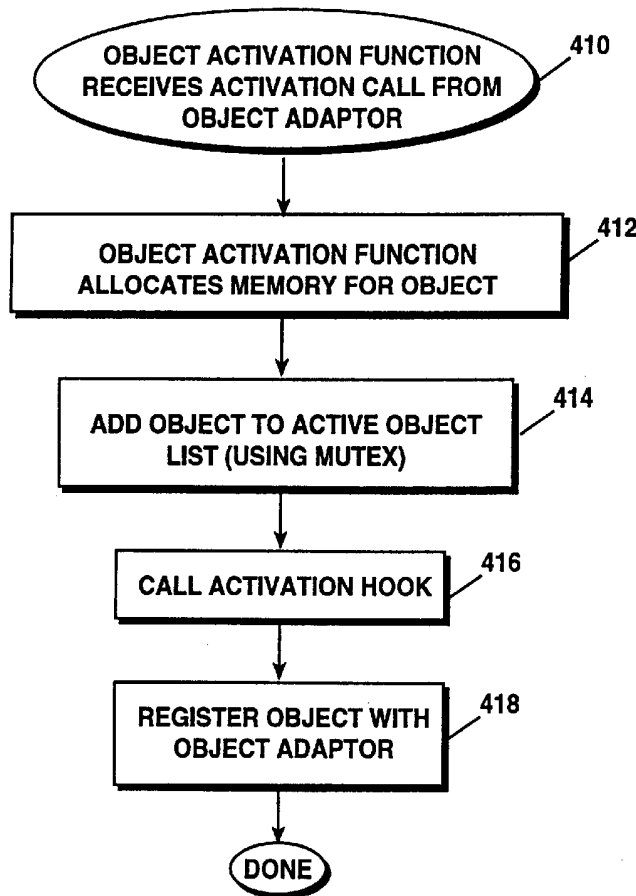 OBJECT ACTIVATION FUNCTION
RECEIVES ACTIVATION CALL FROM
OBJECT ADAPTOR
410
OBJECT ACTIVATION FUNCTION
ALLOCATES MEMORY FOR OBJECT
412
ADD OBJECT TO ACTIVE OBJECT
LIST (USING MUTEX)
414
CALL ACTIVATION HOOK
416
REGISTER OBJECT WITH
OBJECT ADAPTOR
418
DONE